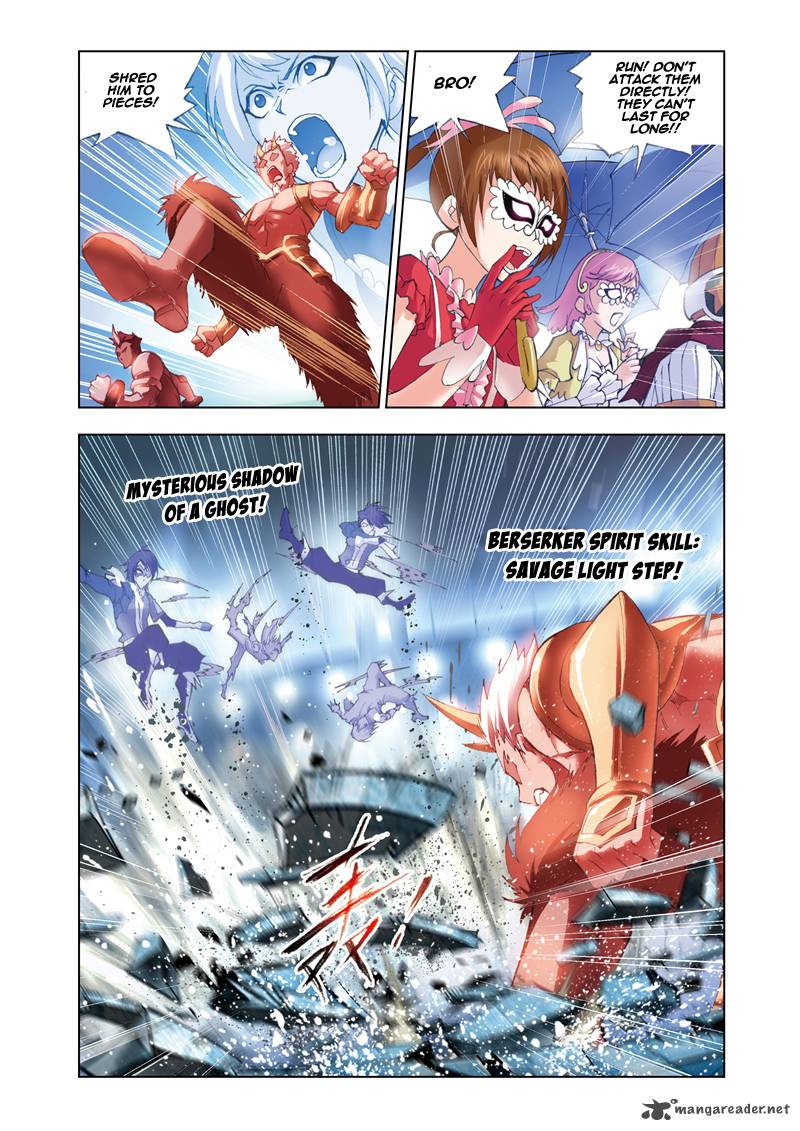 SHRED
HIM TO
PIECES!
BRO!
RUN! DON'T
ATTACK THEM
DIRECTLY!
THEY CAN'T
LAST FOR
LONG!!
MYSTERIOUS SHADOW
OF A GHOST!
BERSERKER SPIRIT SKILL:
SAVAGE LIGHT STEP!
轰!
mangareader.net